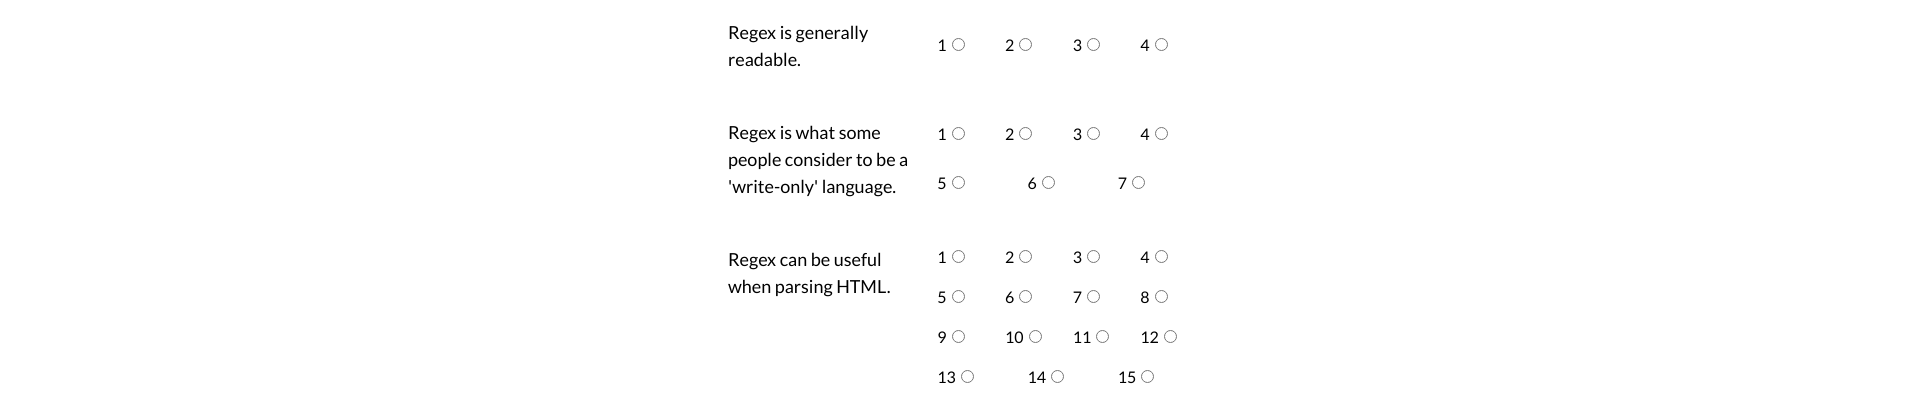 Regex is generally
readable.
1 2 3 4
Regex is what some
people consider to be a
'write-only' language.
1 2 3 4
5 6 7
Regex can be useful
when parsing HTML.
1 2 3 4
5 6 7 8
9 10 11 12
13 14 15